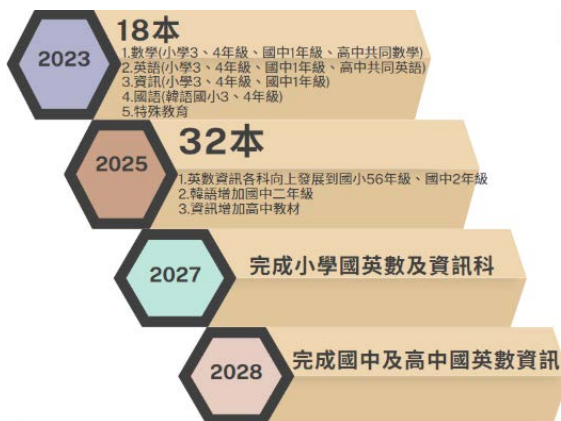 2023
18本
1.數學(小學3、4年級、國中1年級、高中共同數學)
2.英語(小學3、4年級、國中1年級、高中共同英語)
3.資訊(小學3、4年級、國中1年級)
4.國語(韓語國小3、4年級)
5.特殊教育
2025
32本
1.英數資訊各科向上發展到國小56年級、國中2年級
2.韓語增加國中二年級
3.資訊增加高中教材
2027
完成小學國英數及資訊科
2028
完成國中及高中國英數資訊